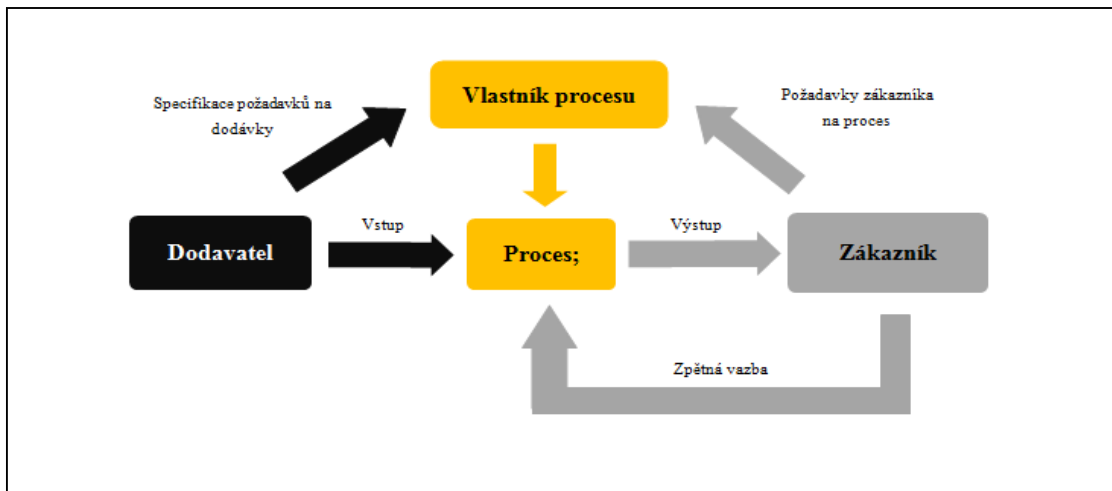 Vlastník procesu
Specifikace požadavků na
dodávky
Požadavky zákazníka
na proces
Dodavatel
Vstup
Proces;
Výstup
Zákazník
Zpětná vazba